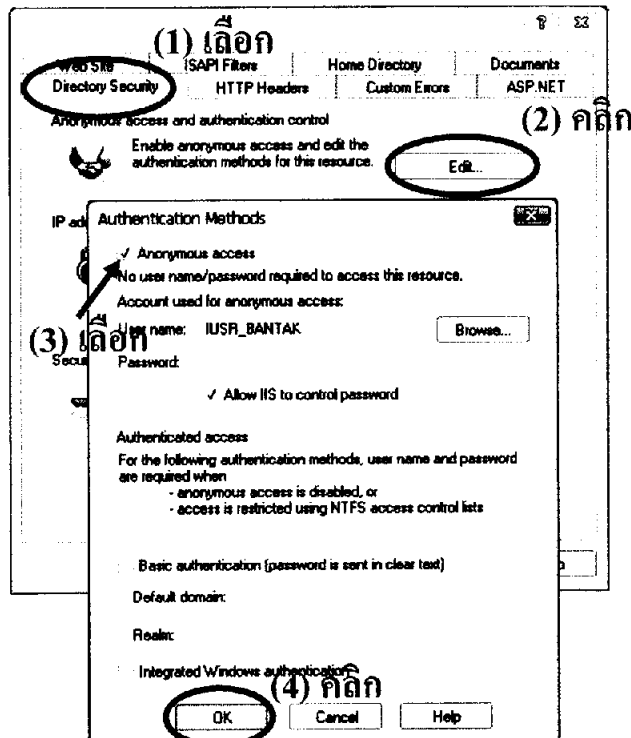 (1) เลือก
Web Site ISAPI Filters Home Directory Documents
Directory Security HTTP Headers Custom Errors ASP.NET
Anonymous access and authentication control
(2) คลิก
Enable anonymous access and edit the
authentication methods for this resource.
Edit...
IP ad
Authentication Methods
✓ Anonymous access
No user name/password required to access this resource.
Account used for anonymous access:
(3) เลือก
User name: IUSR_BANTAK Browse...
Secu
Password:
✓ Allow IIS to control password
Authenticated access
For the following authentication methods, user name and password
are required when
- anonymous access is disabled, or
- access is restricted using NTFS access control lists
Basic authentication (password is sent in clear text)
Default domain:
Realm:
Integrated Windows authentication
(4) คลิก
OK Cancel Help